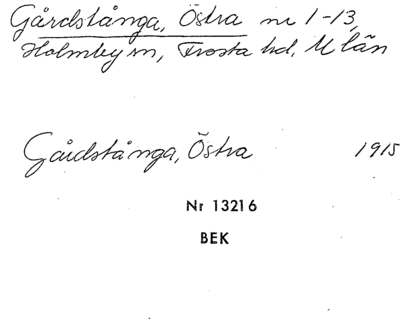 Gårdstånga, Östra nr 1-13,
Holmby sn, Frosta hd, M län
Gårdstånga, Östra 1915
Nr 13216
BEK